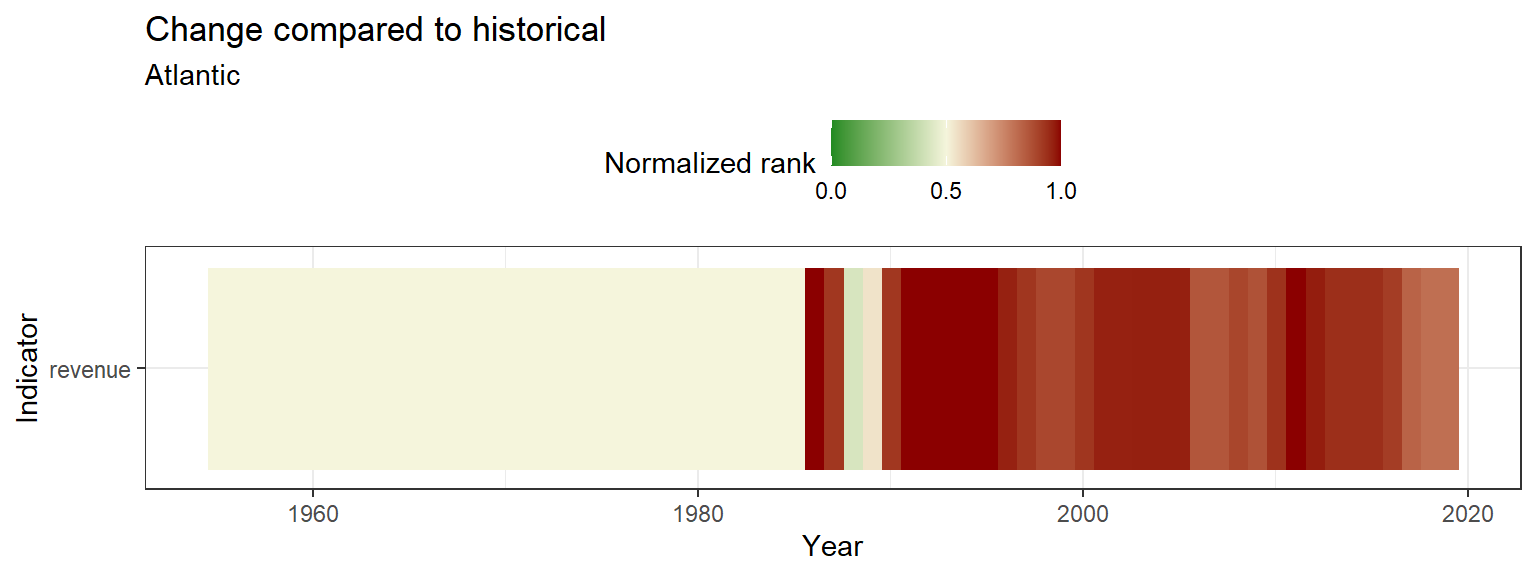 Change compared to historical
Atlantic
Normalized rank
0.0 0.5 1.0
Indicator
revenue
1960 1980 2000 2020
Year